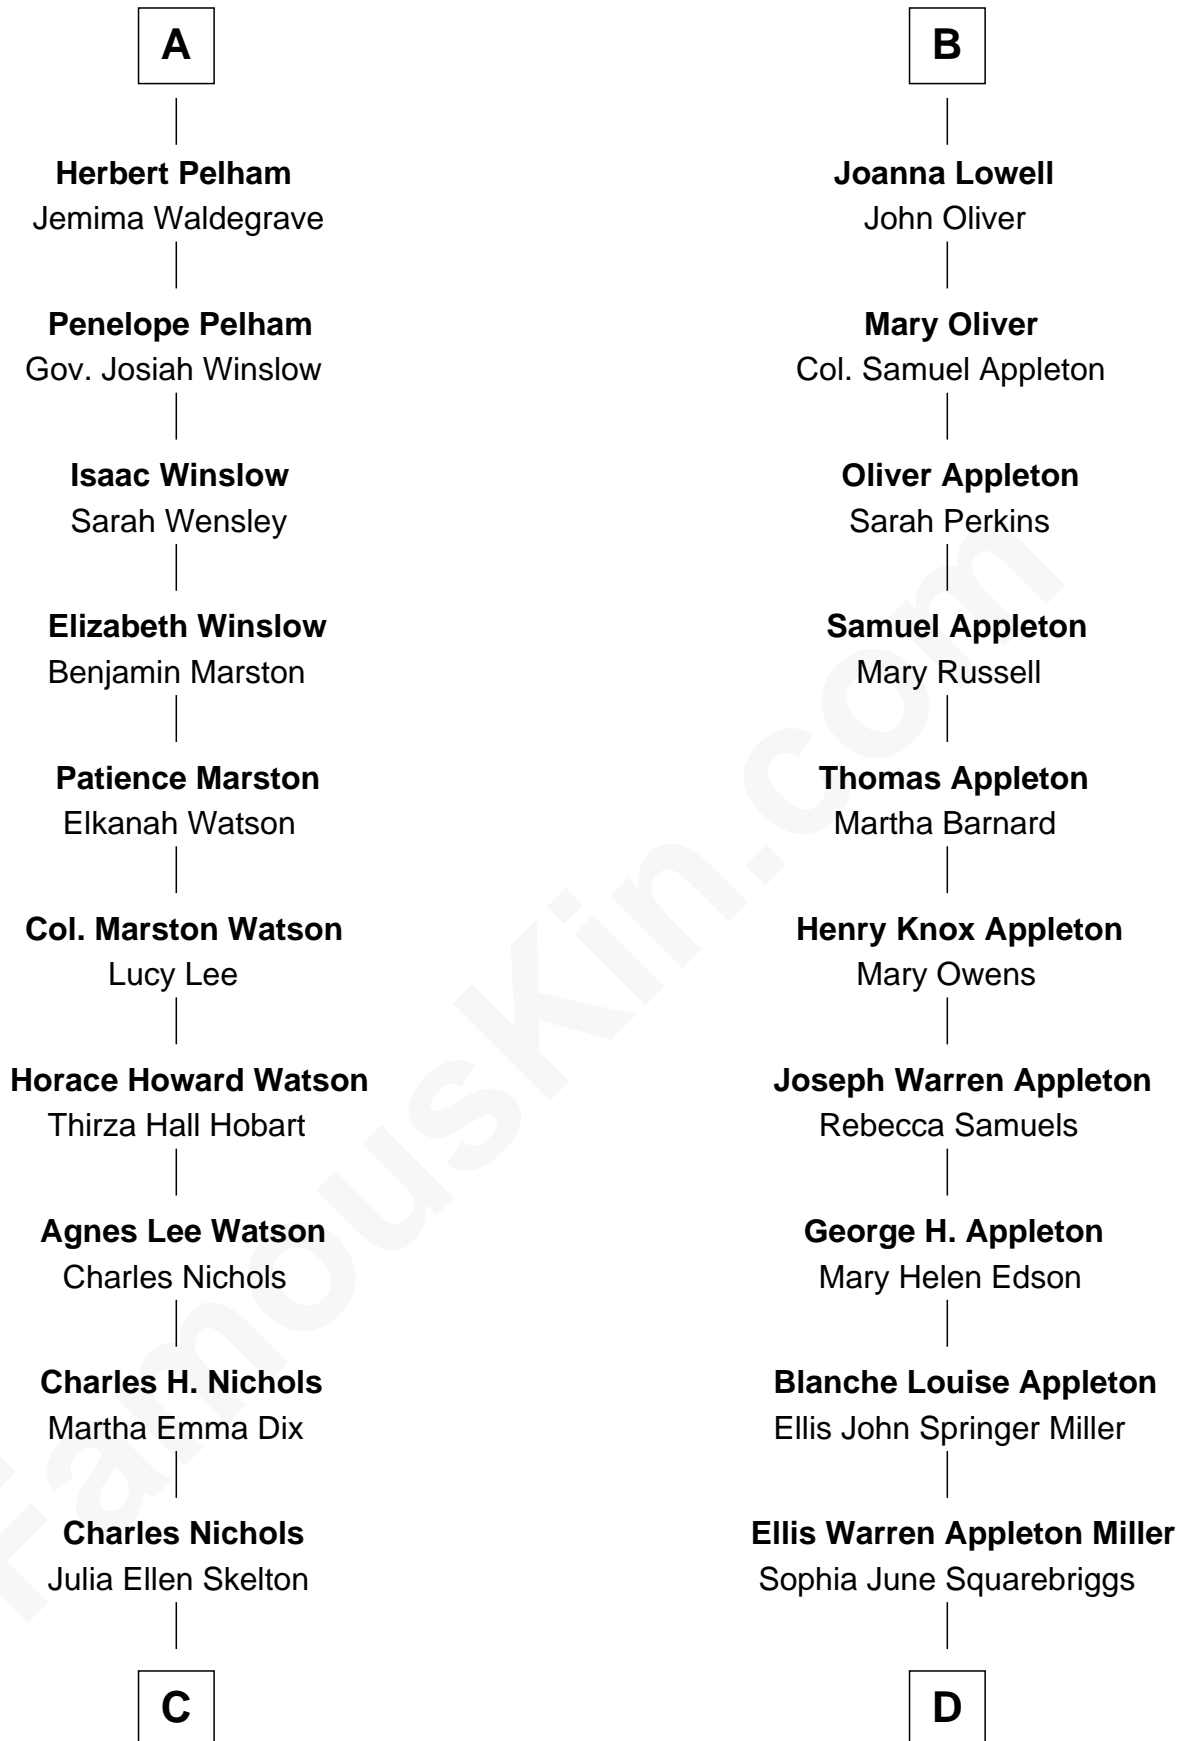 A
Herbert Pelham
Jemima Waldegrave
Penelope Pelham
Gov. Josiah Winslow
Isaac Winslow
Sarah Wensley
Elizabeth Winslow
Benjamin Marston
Patience Marston
Elkanah Watson
Col. Marston Watson
Lucy Lee
Horace Howard Watson
Thirza Hall Hobart
Agnes Lee Watson
Charles Nichols
Charles H. Nichols
Martha Emma Dix
Charles Nichols
Julia Ellen Skelton
C
B
Joanna Lowell
John Oliver
Mary Oliver
Col. Samuel Appleton
Oliver Appleton
Sarah Perkins
Samuel Appleton
Mary Russell
Thomas Appleton
Martha Barnard
Henry Knox Appleton
Mary Owens
Joseph Warren Appleton
Rebecca Samuels
George H. Appleton
Mary Helen Edson
Blanche Louise Appleton
Ellis John Springer Miller
Ellis Warren Appleton Miller
Sophia June Squarebriggs
D
FamousKin.com